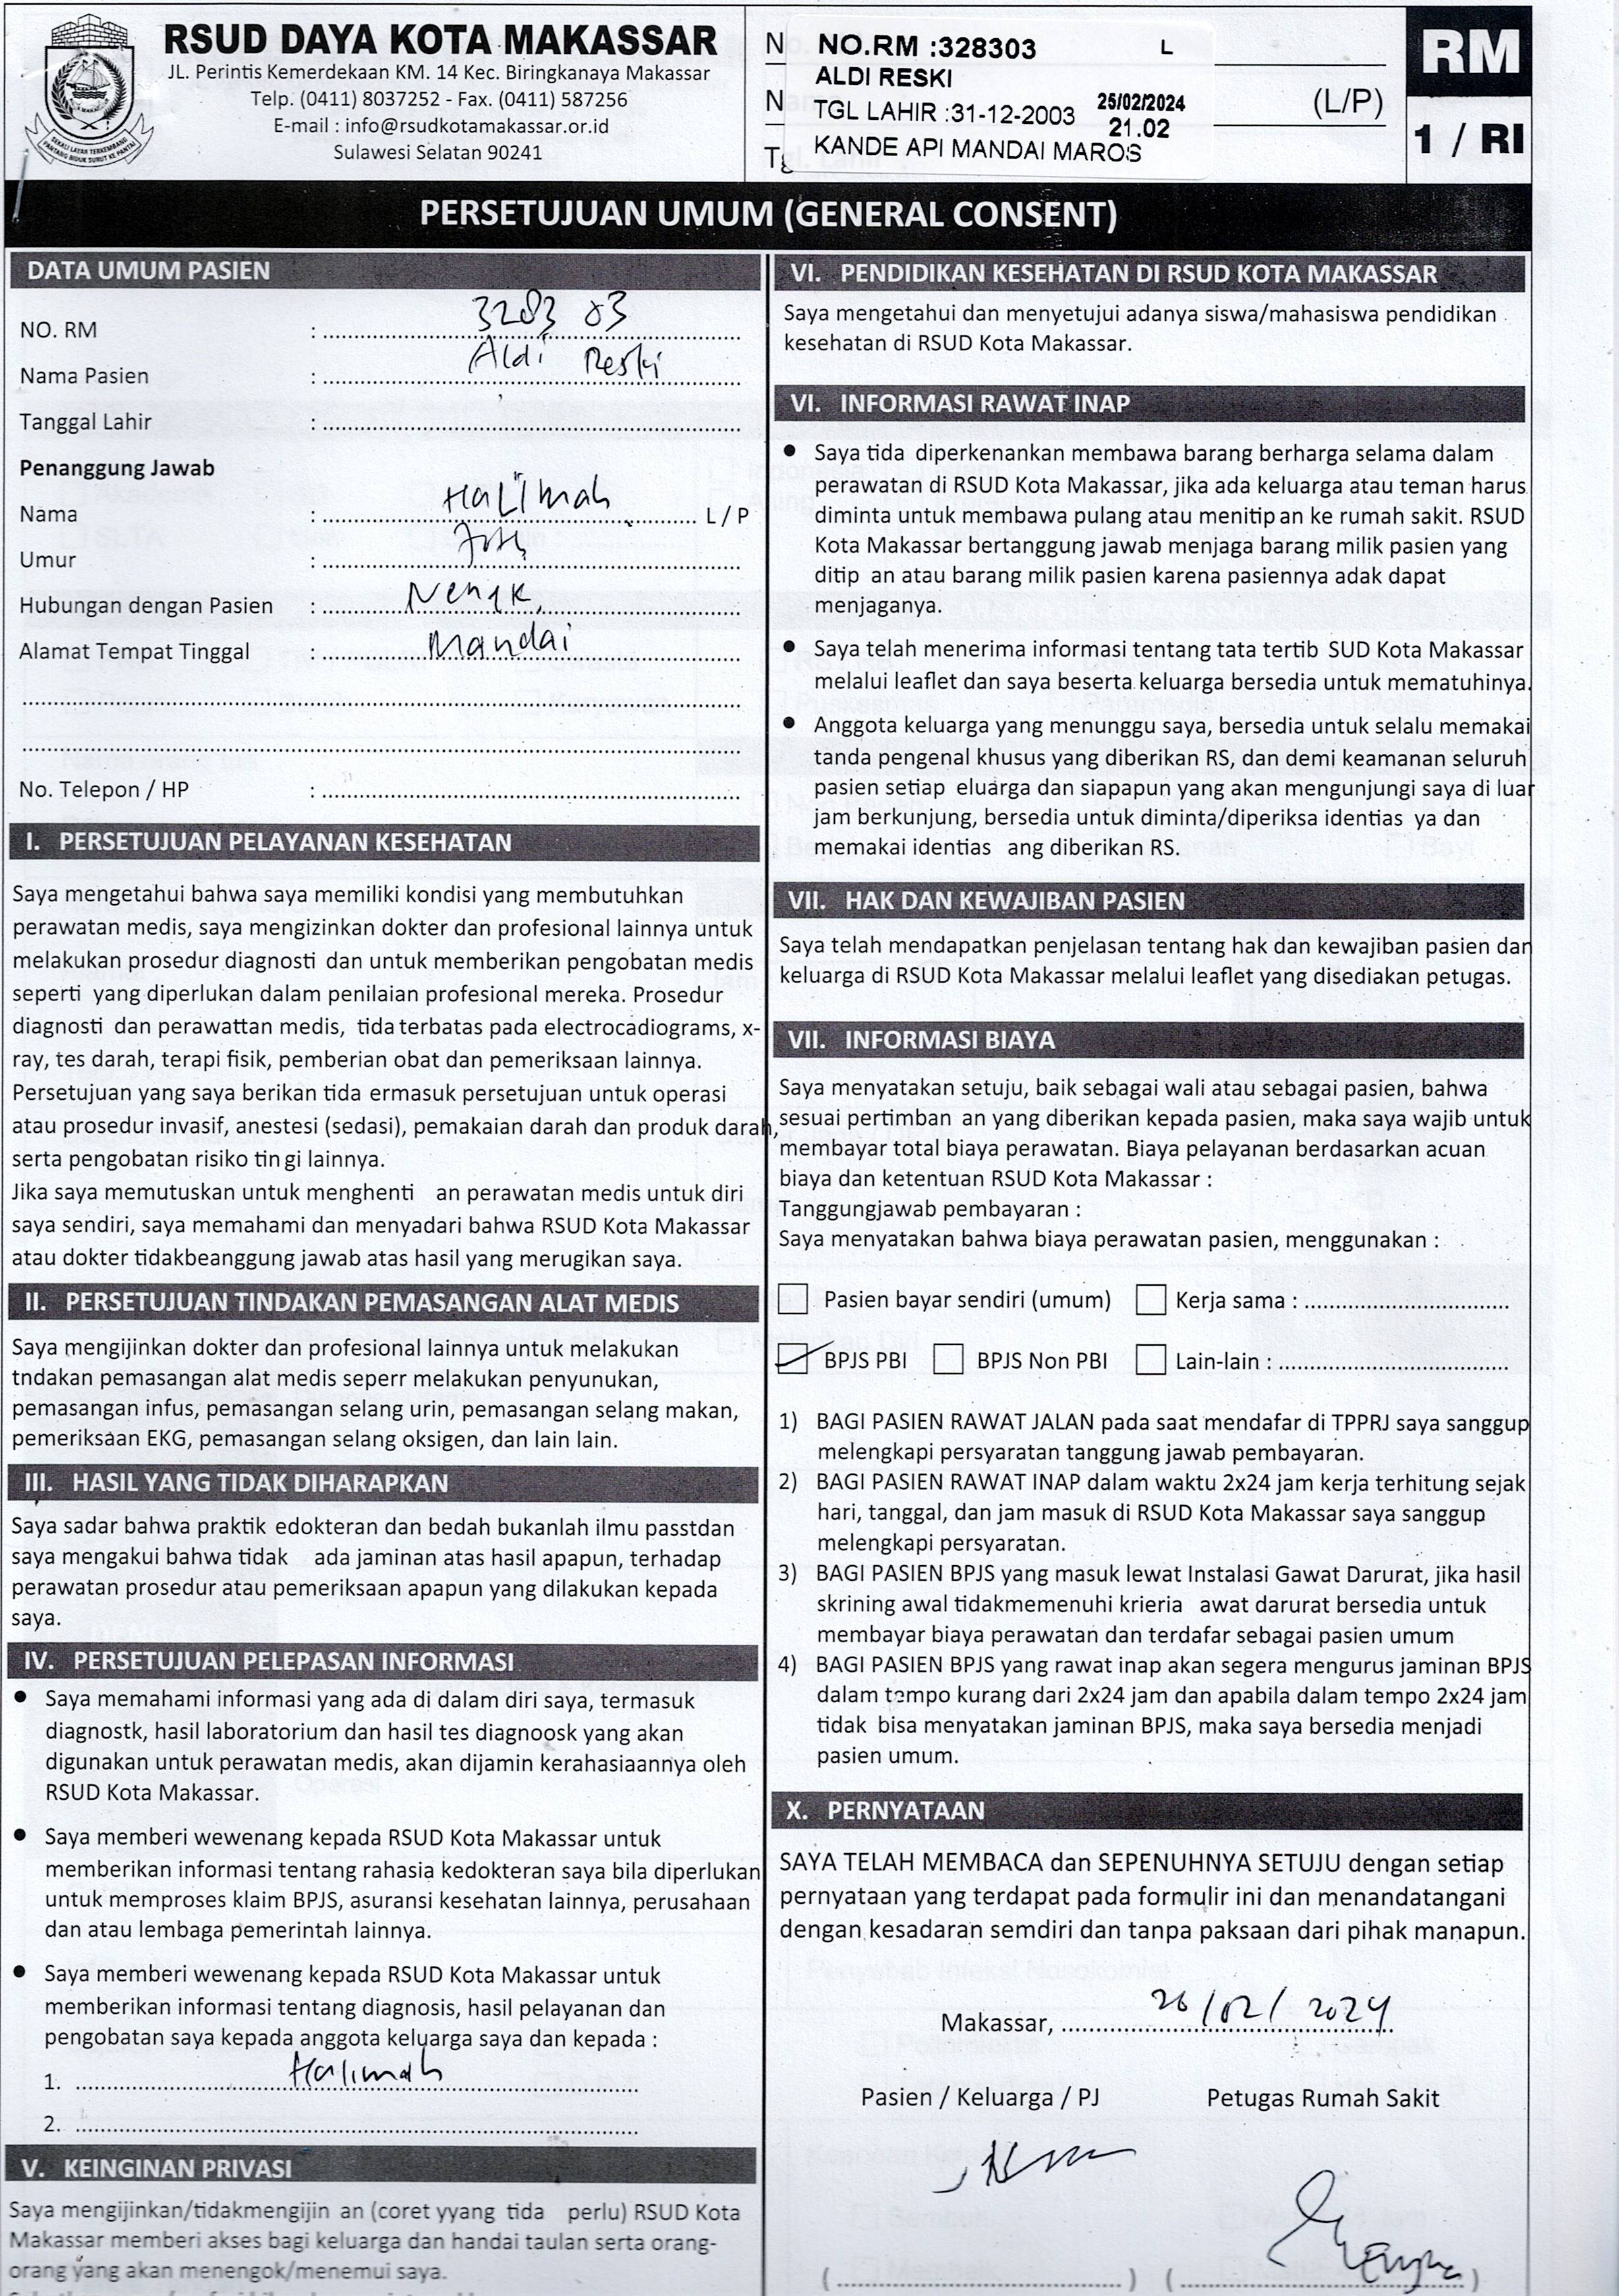 RSUD DAYA KOTA MAKASSAR
JL. Perintis Kemerdekaan KM. 14 Kec. Biringkanaya Makassar
Telp. (0411) 8037252 - Fax. (0411) 587256
E-mail : info@rsudkotamakassar.or.id
Sulawesi Selatan 90241
NO.RM :328303 L
ALDI RESKI
TGL LAHIR :31-12-2003 25/02/2024
21.02
KANDE API MANDAI MAROS
(L/P)
RM
1 / RI
PERSETUJUAN UMUM (GENERAL CONSENT)
DATA UMUM PASIEN
NO. RM : 3283 03
Nama Pasien : Aldi Reski
Tanggal Lahir :
Penanggung Jawab
Nama : Halimah L / P
Umur :
Hubungan dengan Pasien : Nenek
Alamat Tempat Tinggal : Mandai
No. Telepon / HP :
I. PERSETUJUAN PELAYANAN KESEHATAN
Saya mengetahui bahwa saya memiliki kondisi yang membutuhkan
perawatan medis, saya mengizinkan dokter dan profesional lainnya untuk
melakukan prosedur diagnosti dan untuk memberikan pengobatan medis
seperti yang diperlukan dalam penilaian profesional mereka. Prosedur
diagnosti dan perawattan medis, tida terbatas pada electrocadiograms, x-
ray, tes darah, terapi fisik, pemberian obat dan pemeriksaan lainnya.
Persetujuan yang saya berikan tida ermasuk persetujuan untuk operasi
atau prosedur invasif, anestesi (sedasi), pemakaian darah dan produk darah,
serta pengobatan risiko tin gi lainnya.
Jika saya memutuskan untuk menghenti an perawatan medis untuk diri
saya sendiri, saya memahami dan menyadari bahwa RSUD Kota Makassar
atau dokter tidakbeanggung jawab atas hasil yang merugikan saya.
II. PERSETUJUAN TINDAKAN PEMASANGAN ALAT MEDIS
Saya mengijinkan dokter dan profesional lainnya untuk melakukan
tndakan pemasangan alat medis seperr melakukan penyunukan,
pemasangan infus, pemasangan selang urin, pemasangan selang makan,
pemeriksaan EKG, pemasangan selang oksigen, dan lain lain.
III. HASIL YANG TIDAK DIHARAPKAN
Saya sadar bahwa praktik edokteran dan bedah bukanlah ilmu passtdan
saya mengakui bahwa tidak ada jaminan atas hasil apapun, terhadap
perawatan prosedur atau pemeriksaan apapun yang dilakukan kepada
saya.
IV. PERSETUJUAN PELEPASAN INFORMASI
● Saya memahami informasi yang ada di dalam diri saya, termasuk
diagnostk, hasil laboratorium dan hasil tes diagnoosk yang akan
digunakan untuk perawatan medis, akan dijamin kerahasiaannya oleh
RSUD Kota Makassar.
● Saya memberi wewenang kepada RSUD Kota Makassar untuk
memberikan informasi tentang rahasia kedokteran saya bila diperlukan
untuk memproses klaim BPJS, asuransi kesehatan lainnya, perusahaan
dan atau lembaga pemerintah lainnya.
● Saya memberi wewenang kepada RSUD Kota Makassar untuk
memberikan informasi tentang diagnosis, hasil pelayanan dan
pengobatan saya kepada anggota keluarga saya dan kepada :
1. Halimah
2.
V. KEINGINAN PRIVASI
Saya mengijinkan/tidakmengijin an (coret yyang tida perlu) RSUD Kota
Makassar memberi akses bagi keluarga dan handai taulan serta orang-
orang yang akan menengok/menemui saya.
VI. PENDIDIKAN KESEHATAN DI RSUD KOTA MAKASSAR
Saya mengetahui dan menyetujui adanya siswa/mahasiswa pendidikan
kesehatan di RSUD Kota Makassar.
VI. INFORMASI RAWAT INAP
● Saya tida diperkenankan membawa barang berharga selama dalam
perawatan di RSUD Kota Makassar, jika ada keluarga atau teman harus
diminta untuk membawa pulang atau menitip an ke rumah sakit. RSUD
Kota Makassar bertanggung jawab menjaga barang milik pasien yang
ditip an atau barang milik pasien karena pasiennya adak dapat
menjaganya.
● Saya telah menerima informasi tentang tata tertib SUD Kota Makassar
melalui leaflet dan saya beserta keluarga bersedia untuk mematuhinya.
● Anggota keluarga yang menunggu saya, bersedia untuk selalu memakai
tanda pengenal khusus yang diberikan RS, dan demi keamanan seluruh
pasien setiap eluarga dan siapapun yang akan mengunjungi saya di luar
jam berkunjung, bersedia untuk diminta/diperiksa identias ya dan
memakai identias ang diberikan RS.
VII. HAK DAN KEWAJIBAN PASIEN
Saya telah mendapatkan penjelasan tentang hak dan kewajiban pasien dan
keluarga di RSUD Kota Makassar melalui leaflet yang disediakan petugas.
VII. INFORMASI BIAYA
Saya menyatakan setuju, baik sebagai wali atau sebagai pasien, bahwa
sesuai pertimban an yang diberikan kepada pasien, maka saya wajib untuk
membayar total biaya perawatan. Biaya pelayanan berdasarkan acuan
biaya dan ketentuan RSUD Kota Makassar :
Tanggungjawab pembayaran :
Saya menyatakan bahwa biaya perawatan pasien, menggunakan :
Pasien bayar sendiri (umum) Kerja sama :
BPJS PBI BPJS Non PBI Lain-lain :
1) BAGI PASIEN RAWAT JALAN pada saat mendafar di TPPRJ saya sanggup
melengkapi persyaratan tanggung jawab pembayaran.
2) BAGI PASIEN RAWAT INAP dalam waktu 2x24 jam kerja terhitung sejak
hari, tanggal, dan jam masuk di RSUD Kota Makassar saya sanggup
melengkapi persyaratan.
3) BAGI PASIEN BPJS yang masuk lewat Instalasi Gawat Darurat, jika hasil
skrining awal tidakmemenuhi krieria awat darurat bersedia untuk
membayar biaya perawatan dan terdafar sebagai pasien umum
4) BAGI PASIEN BPJS yang rawat inap akan segera mengurus jaminan BPJS
dalam tempo kurang dari 2x24 jam dan apabila dalam tempo 2x24 jam
tidak bisa menyatakan jaminan BPJS, maka saya bersedia menjadi
pasien umum.
X. PERNYATAAN
SAYA TELAH MEMBACA dan SEPENUHNYA SETUJU dengan setiap
pernyataan yang terdapat pada formulir ini dan menandatangani
dengan kesadaran semdiri dan tanpa paksaan dari pihak manapun.
Makassar, 26/02/2024
Pasien / Keluarga / PJ Petugas Rumah Sakit